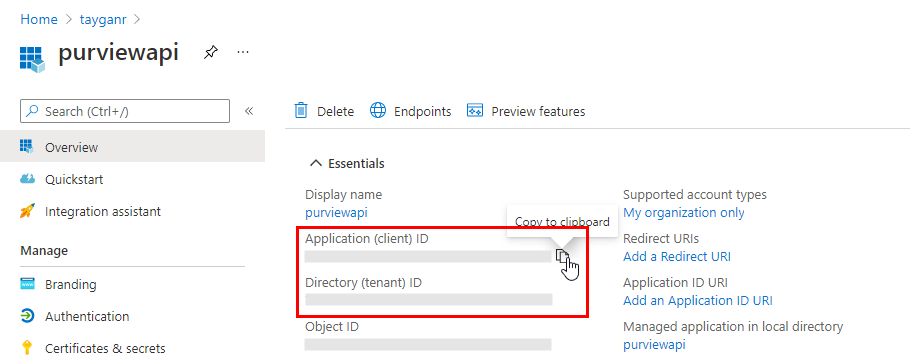 Home > tayganr >
purviewapi ...
Search (Ctrl+/) «
Overview
Quickstart
Integration assistant
Manage
Branding
Authentication
Certificates & secrets
Delete Endpoints Preview features
Essentials
Display name
purviewapi
Copy to clipboard
Application (client) ID
Directory (tenant) ID
Object ID
Supported account types
My organization only
Redirect URIs
Add a Redirect URI
Application ID URI
Add an Application ID URI
Managed application in local directory
purviewapi